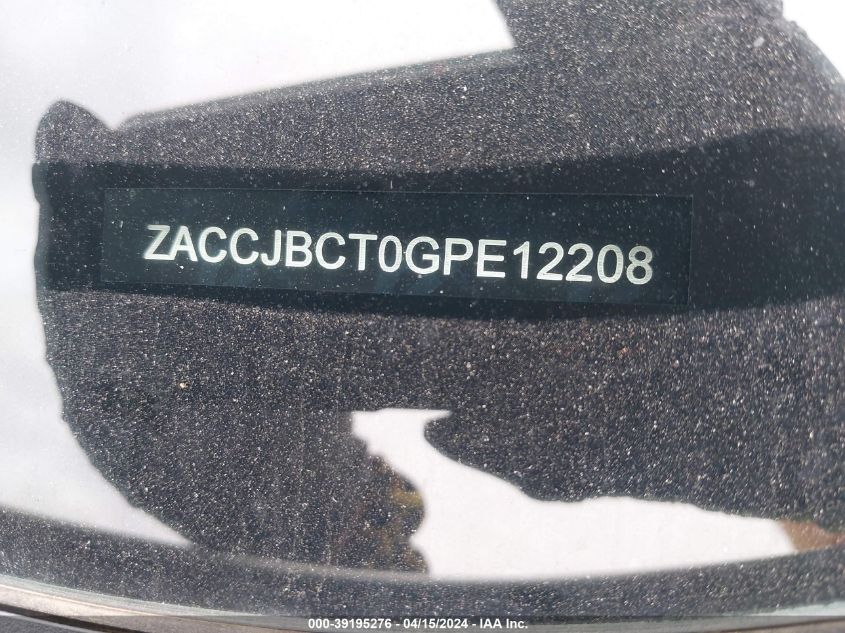 ZACCJBCT0GPE12208
000-39195276 - 04/15/2024 - IAA Inc.